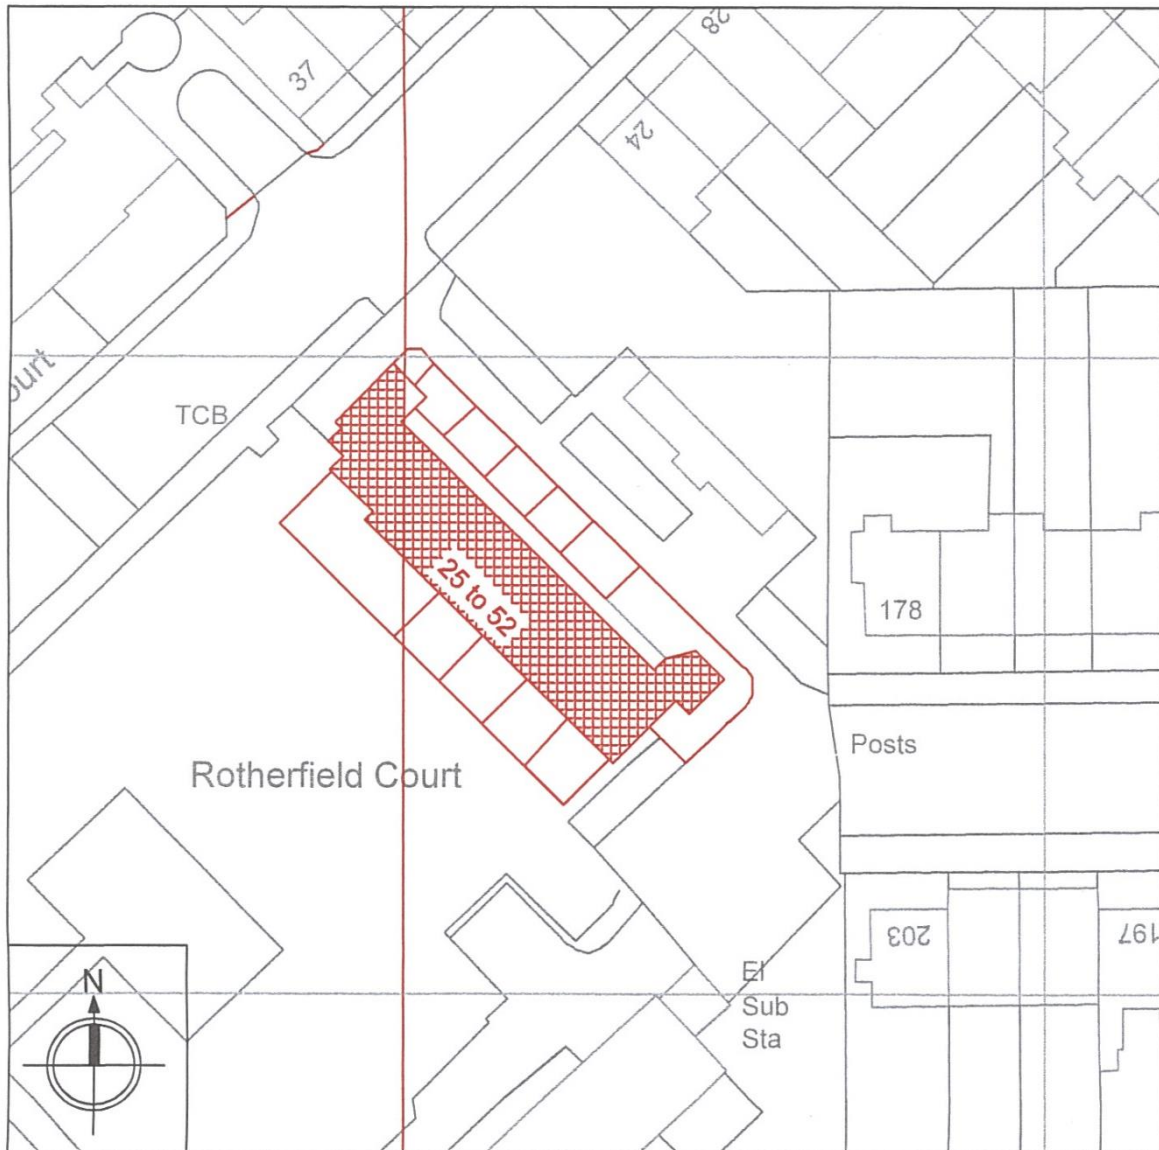 28
37
24
ourt
TCB
25 to 52
178
Posts
Rotherfield Court
203
197
N
El
Sub
Sta